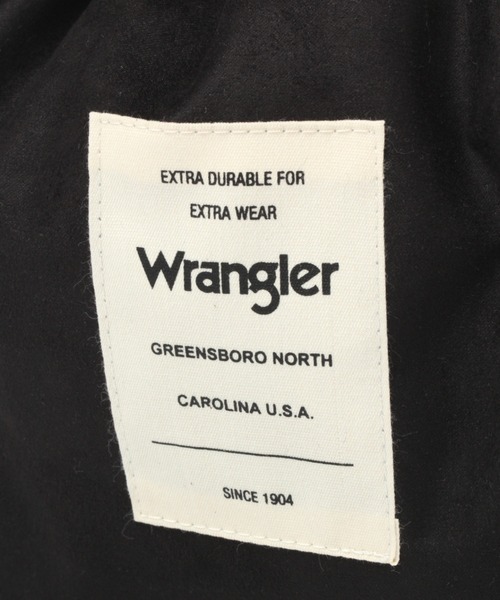 EXTRA DURABLE FOR
EXTRA WEAR
Wrangler
GREENSBORO NORTH
CAROLINA U.S.A.
SINCE 1904